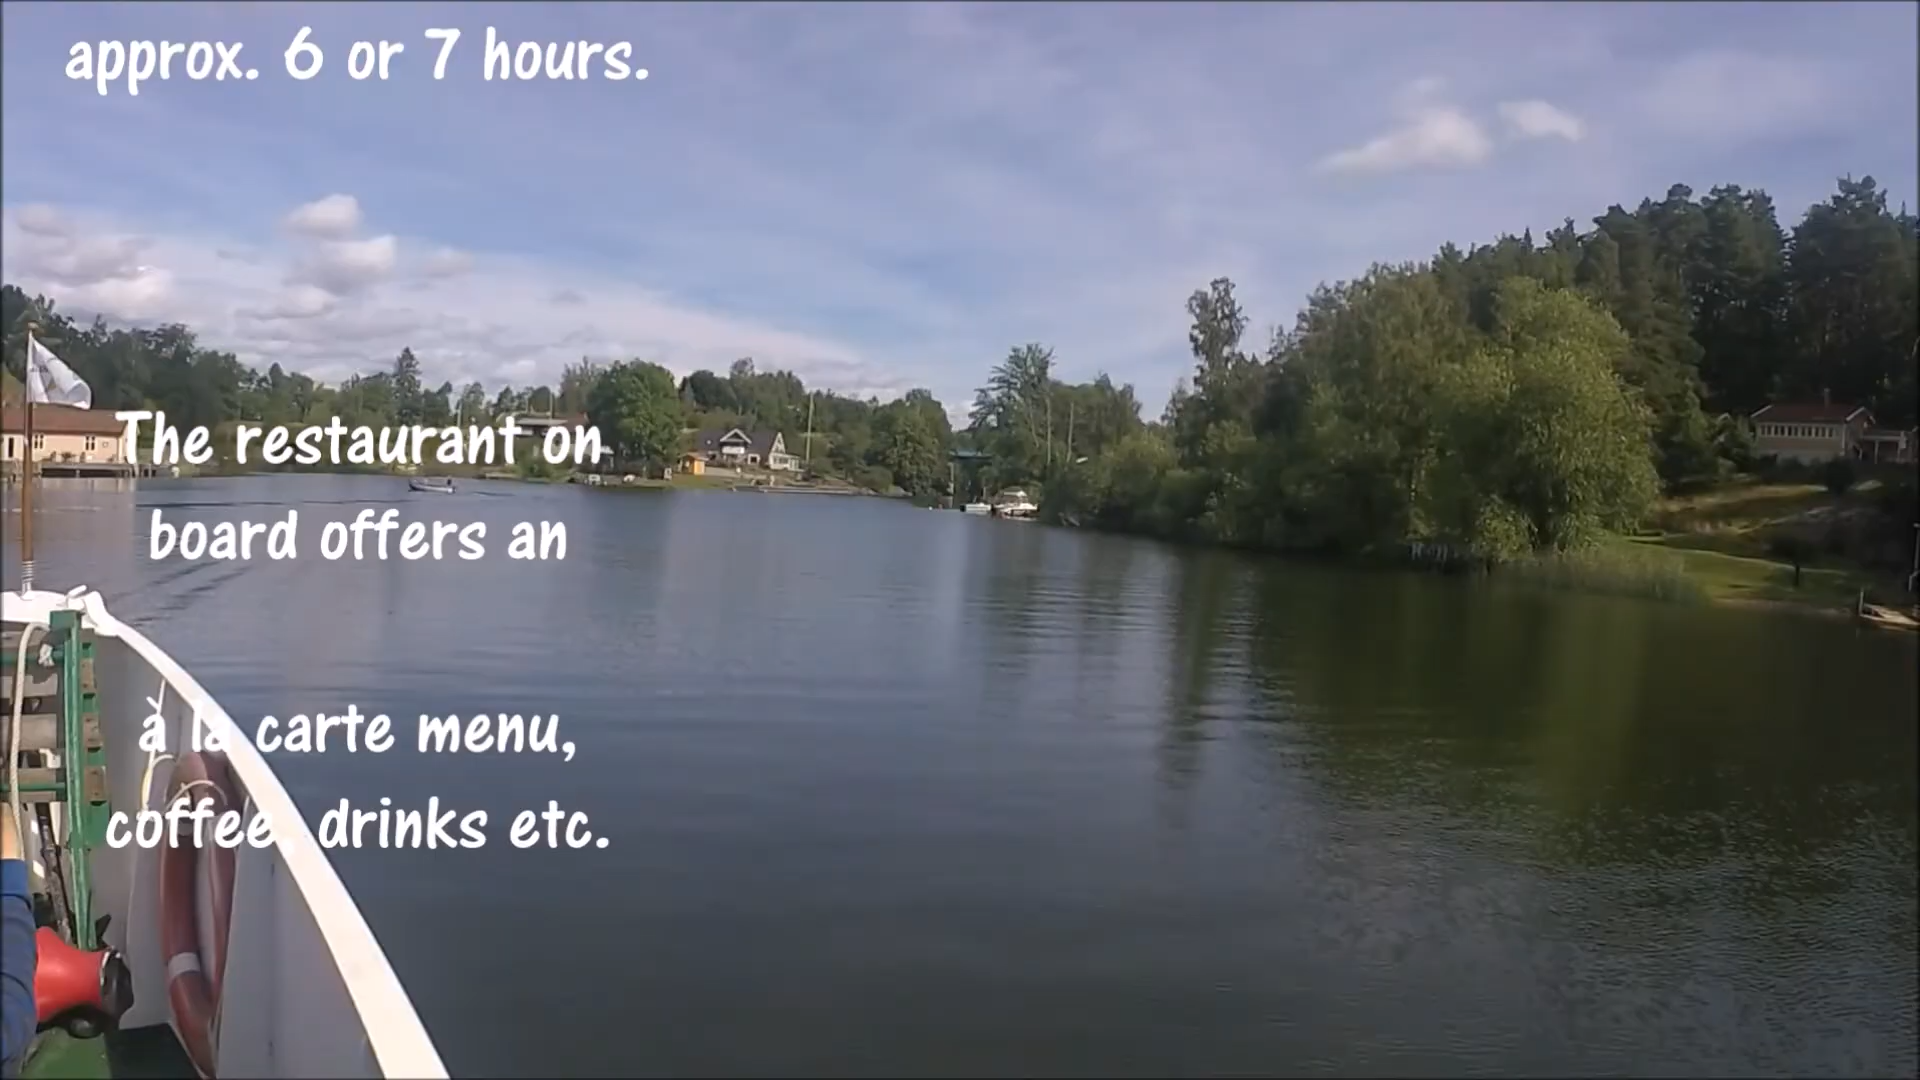 approx. 6 or 7 hours.
The restaurant on
board offers an
à la carte menu,
coffee, drinks etc.